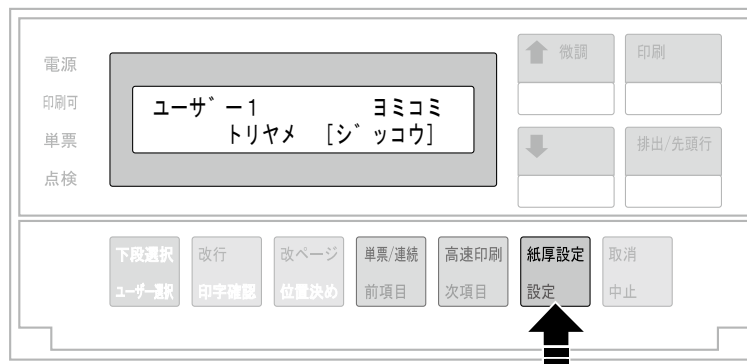 電源
印刷可
単票
点検
ユーザ゛ー1 ヨミコミ
トリヤメ [シ゛ッコウ]
微調
印刷
排出/先頭行
下段選択
ユーザー選択
改行
印字確認
改ページ
位置決め
単票/連続
前項目
高速印刷
次項目
紙厚設定
設定
取消
中止